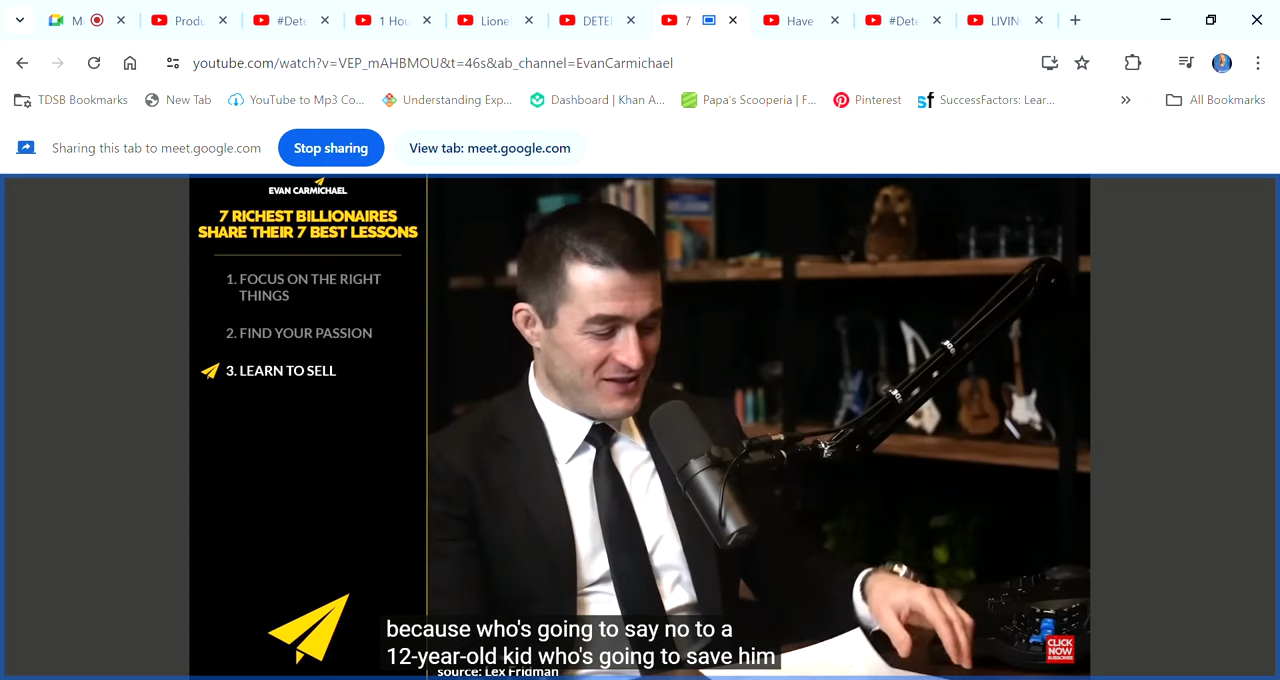 Me
Produ
#Dete
1 Hou
Lione
DETER
7
Have
#Dete
LIVIN
youtube.com/watch?v=VEP_mAHBMOU&t=46s&ab_channel=EvanCarmichael
TDSB Bookmarks
New Tab
YouTube to Mp3 Co...
Understanding Exp...
Dashboard | Khan A...
Papa's Scooperia | F...
Pinterest
SuccessFactors: Lear...
»
All Bookmarks
Sharing this tab to meet.google.com
Stop sharing
View tab: meet.google.com
EVAN CARMICHAEL
7 RICHEST BILLIONAIRES
SHARE THEIR 7 BEST LESSONS
1. FOCUS ON THE RIGHT
THINGS
2. FIND YOUR PASSION
3. LEARN TO SELL
because who's going to say no to a
12-year-old kid who's going to save him
source: Lex Fridman
CLICK
NOW
SUBSCRIBE